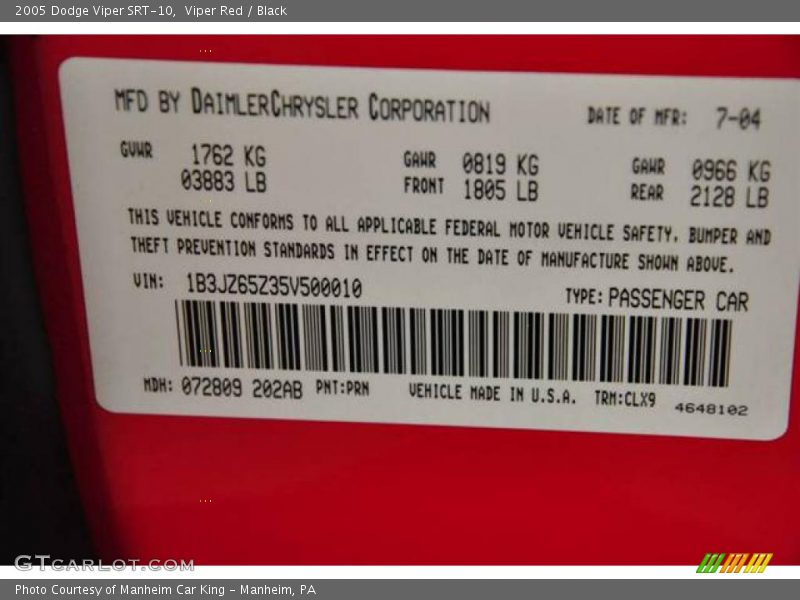 2005 Dodge Viper SRT-10,  Viper Red / Black
MFD BY DAIMLERCHRYSLER CORPORATION DATE OF MFR: 7-04
GVWR 1762 KG GAWR 0819 KG GAWR 0966 KG
03883 LB FRONT 1805 LB REAR 2128 LB
THIS VEHICLE CONFORMS TO ALL APPLICABLE FEDERAL MOTOR VEHICLE SAFETY, BUMPER AND
THEFT PREVENTION STANDARDS IN EFFECT ON THE DATE OF MANUFACTURE SHOWN ABOVE.
VIN: 1B3JZ65Z35V500010 TYPE: PASSENGER CAR
MDH: 072809 202AB PNT:PRN VEHICLE MADE IN U.S.A. TRM:CLX9 4648102
GTCARLOT.COM
Photo Courtesy of Manheim Car King - Manheim, PA